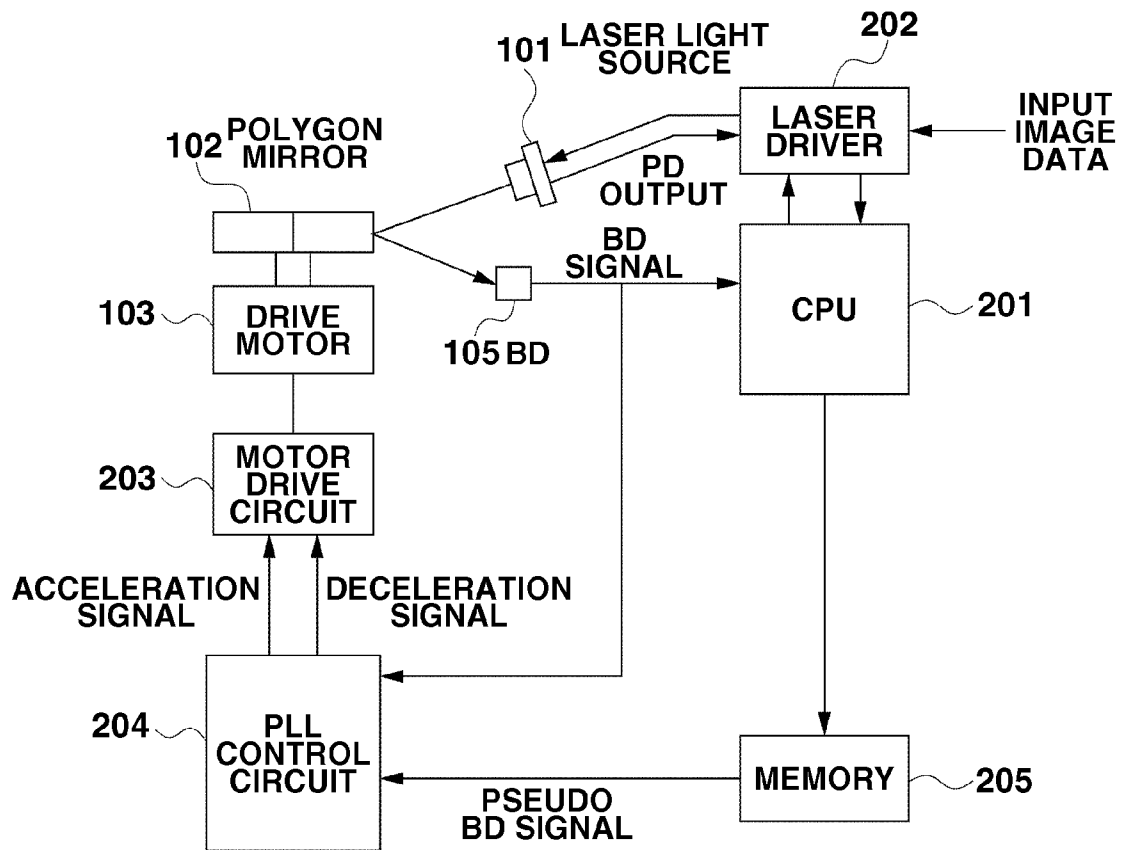 101
LASER LIGHT
SOURCE
202
LASER
DRIVER
INPUT
IMAGE
DATA
102
POLYGON
MIRROR
PD
OUTPUT
BD
SIGNAL
CPU
201
103
DRIVE
MOTOR
105 BD
203
MOTOR
DRIVE
CIRCUIT
ACCELERATION
SIGNAL
DECELERATION
SIGNAL
204
PLL
CONTROL
CIRCUIT
MEMORY
205
PSEUDO
BD SIGNAL